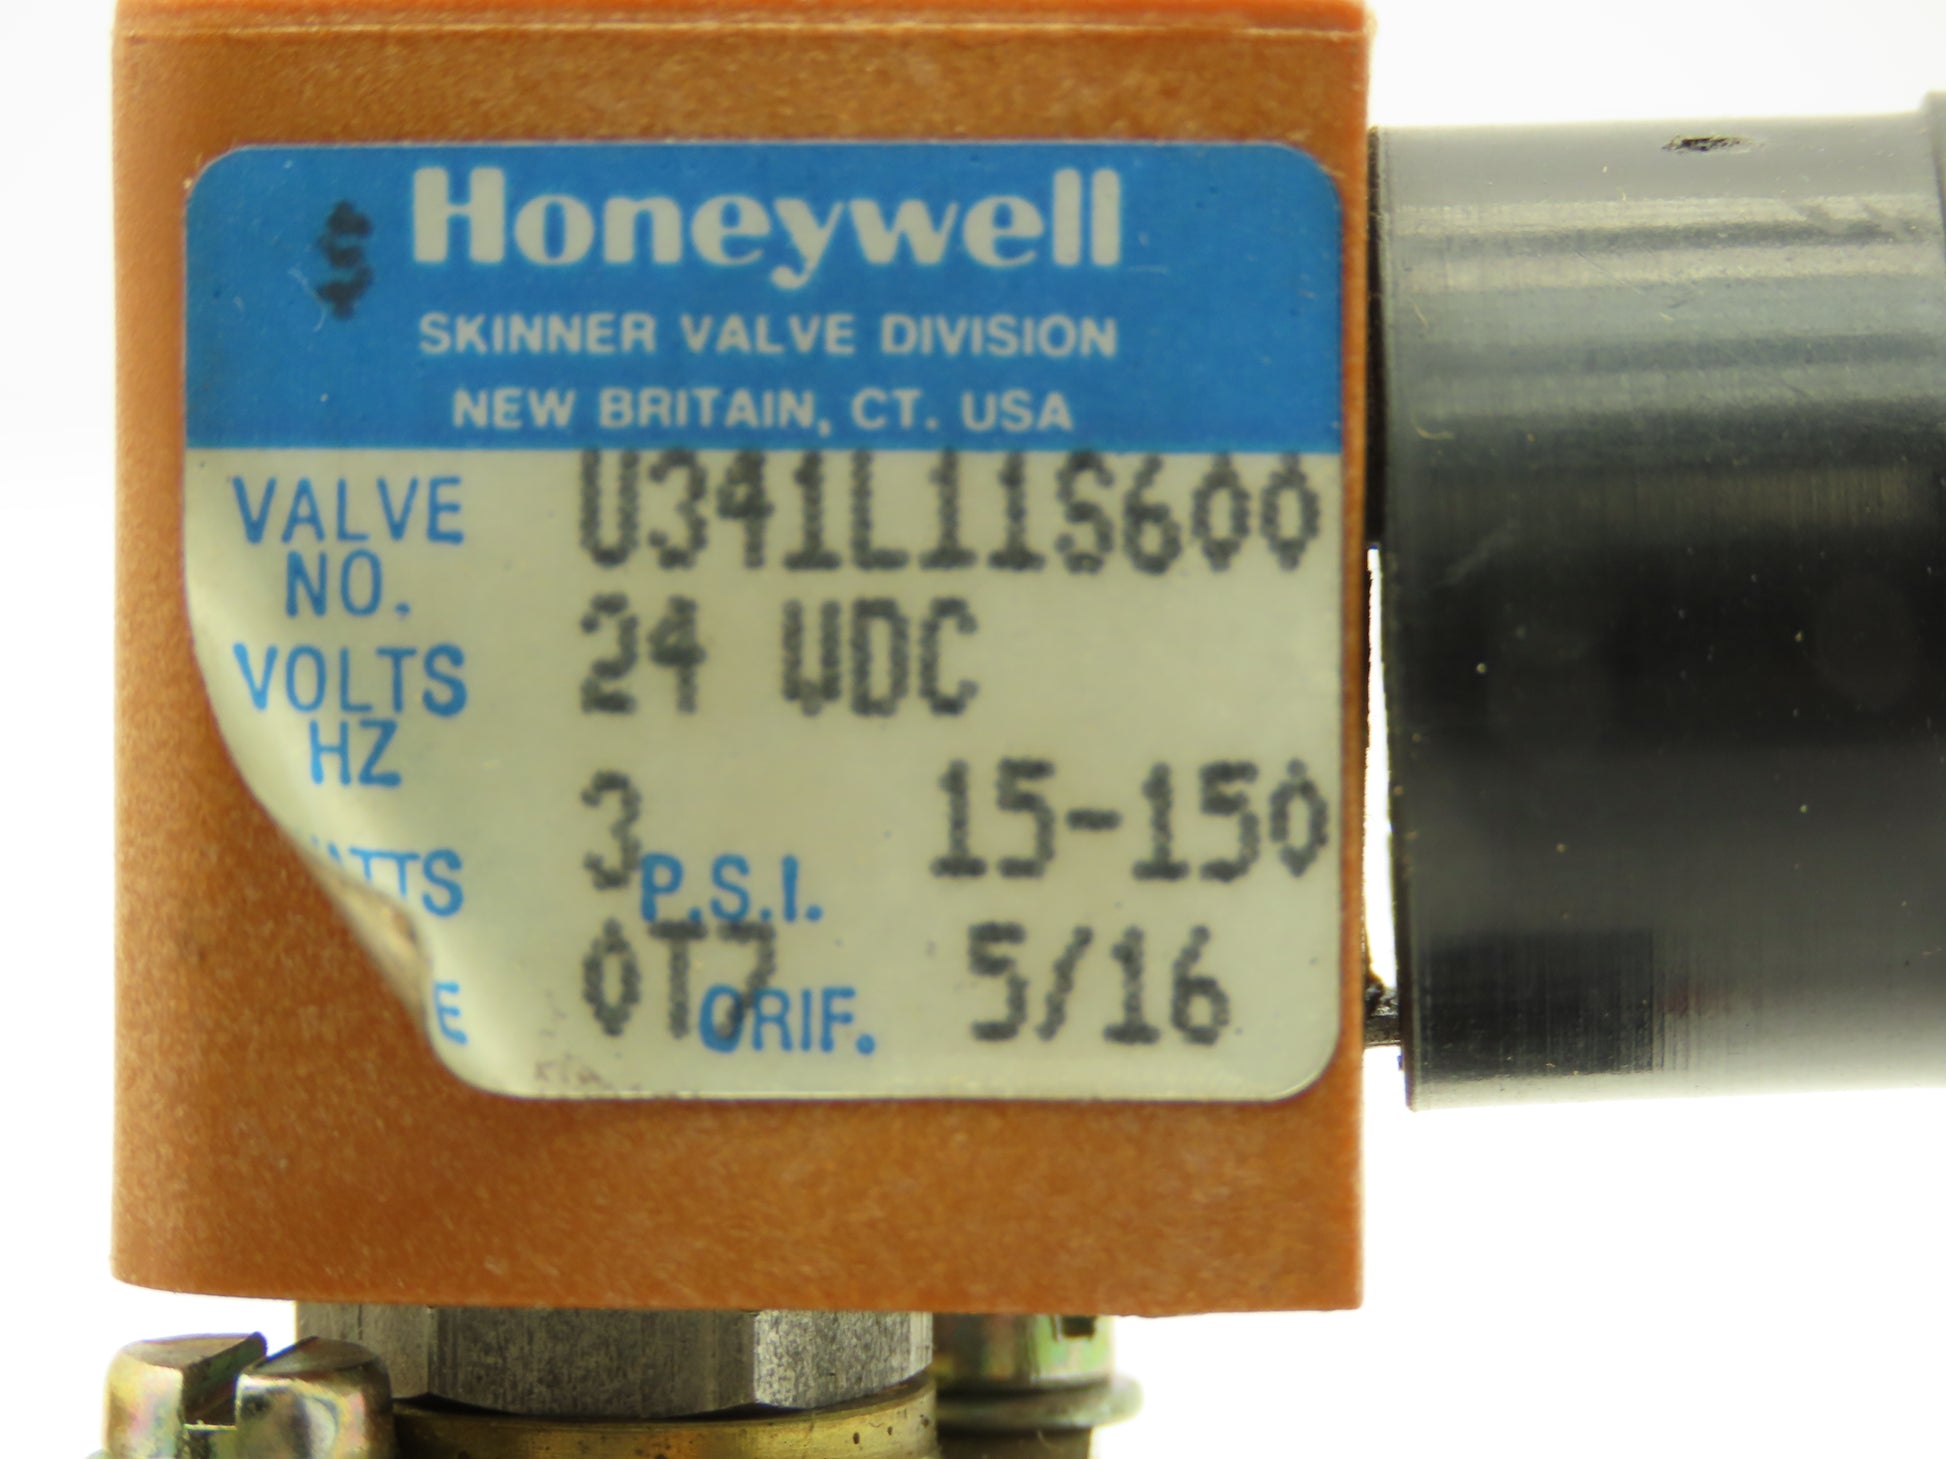 Honeywell
SKINNER VALVE DIVISION
NEW BRITAIN, CT. USA
VALVE NO. U341L11S600
VOLTS 24 VDC
HZ
3 P.S.I. 15-150
ORIF. 5/16